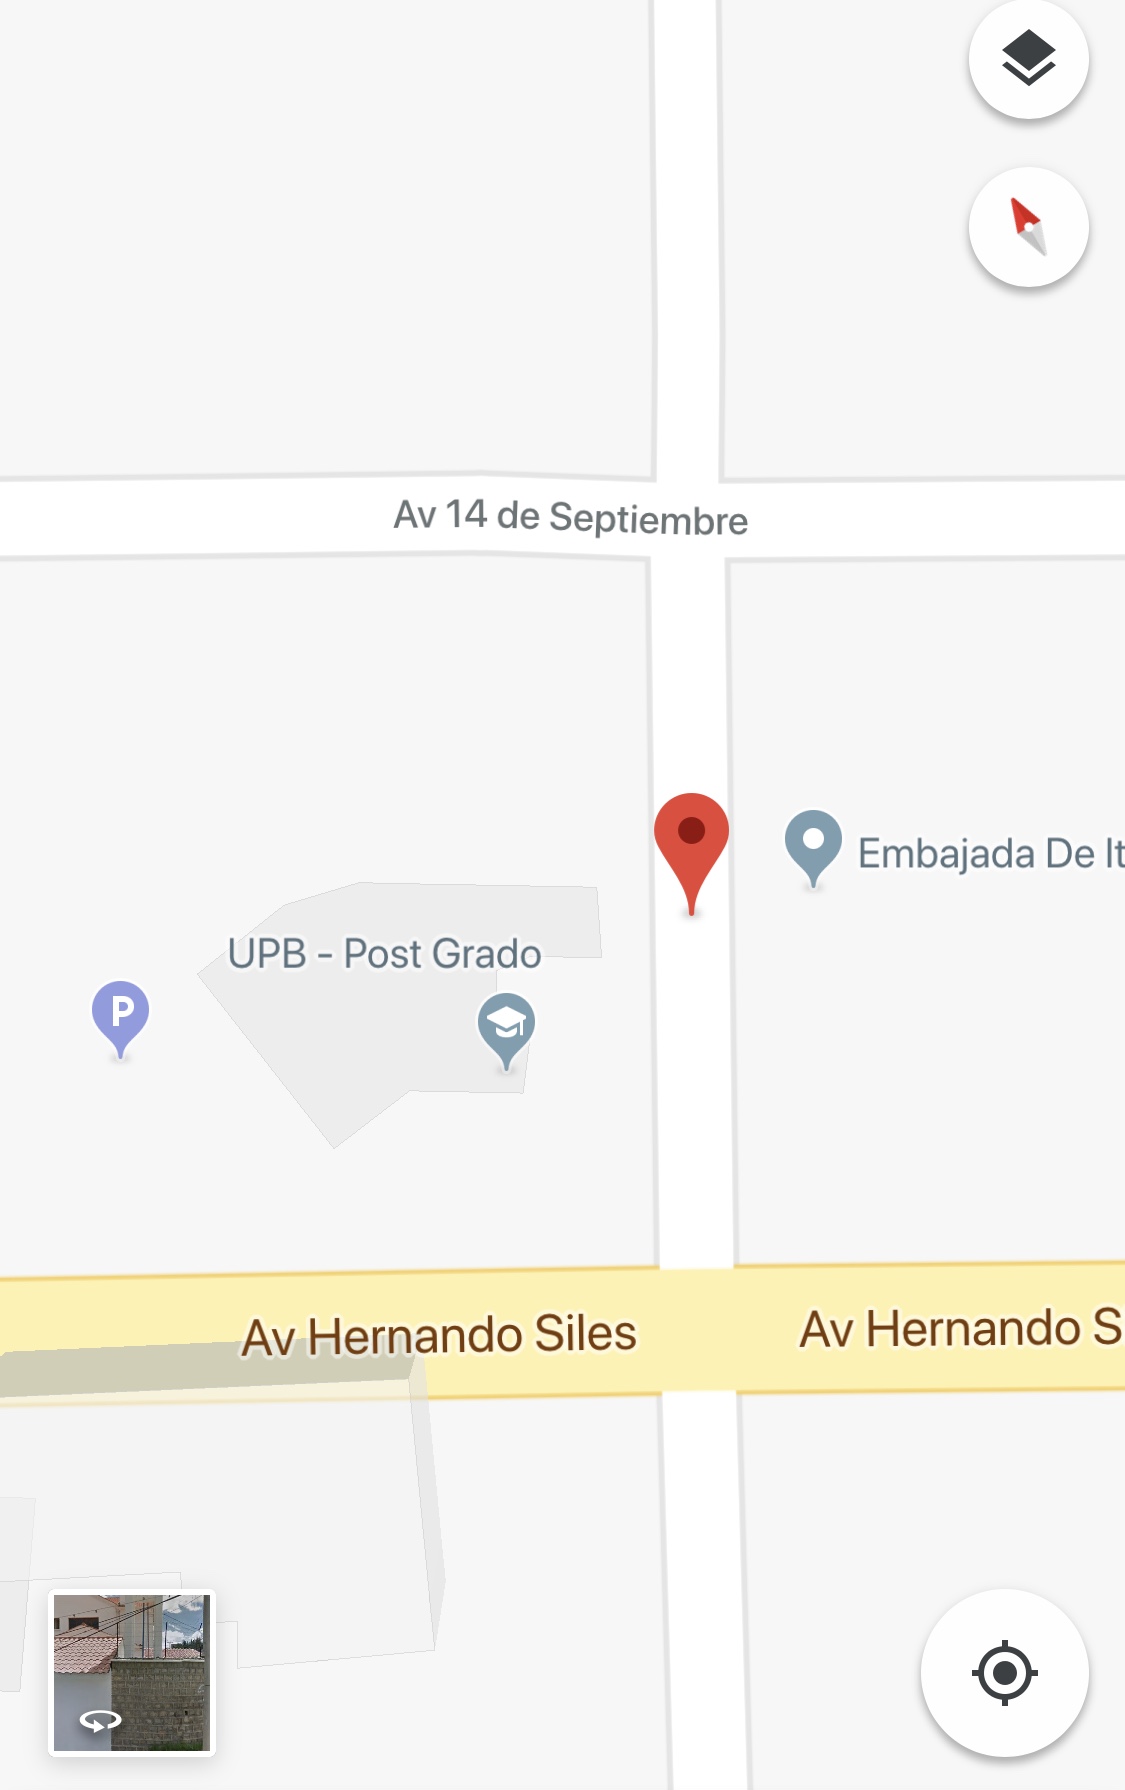 Av 14 de Septiembre
Embajada De It
UPB - Post Grado
P
Av Hernando Siles
Av Hernando S